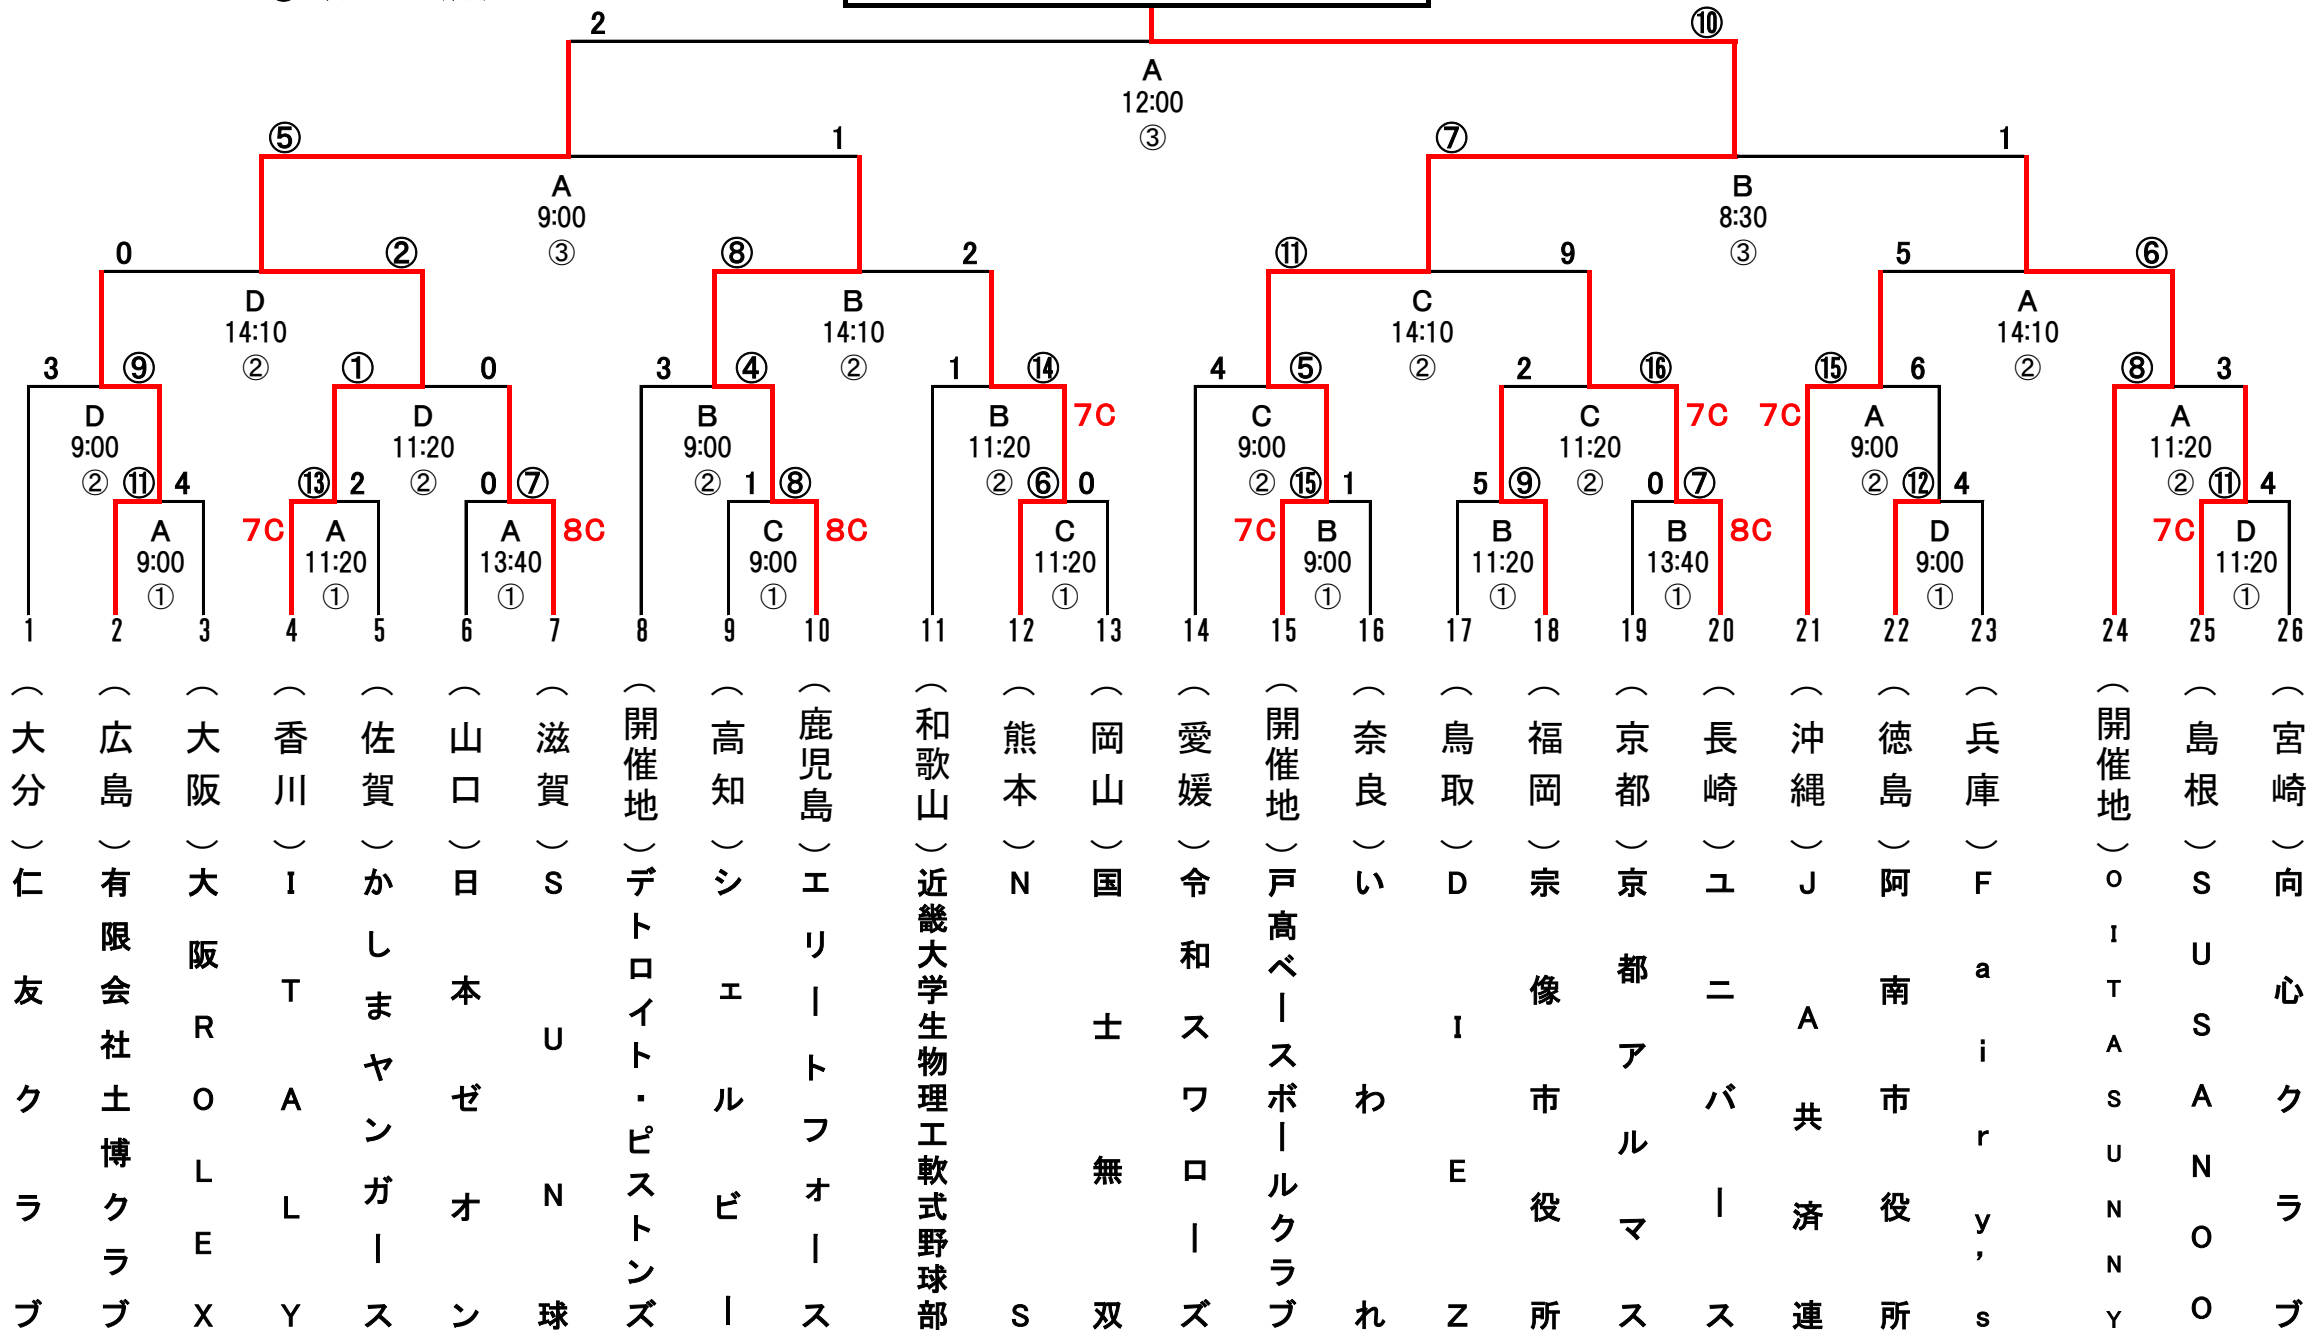 2 ⑩
A
12:00
③
⑤ 1 ⑦ 1
A B
9:00 8:30
③ ③
0 ② ⑧ 2 ⑪ 9 5 ⑥
D B C A
14:10 14:10 14:10 14:10
② ② ② ②
3 ⑨ ① 0 3 ④ 1 ⑭ 4 ⑤ 2 ⑯ ⑮ 6 ⑧ 3
7C 7C 7C
D D B B C C A A
9:00 11:20 9:00 11:20 9:00 11:20 9:00 11:20
② ② ② ② ② ② ② ②
⑪ 4 ⑬ 2 0 ⑦ 1 ⑧ ⑥ 0 ⑮ 1 5 ⑨ 0 ⑦ ⑫ 4 ⑪ 4
7C 8C 8C 7C 8C 7C
A A A C C B B B D D
9:00 11:20 13:40 9:00 11:20 9:00 11:20 13:40 9:00 11:20
① ① ① ① ① ① ① ① ① ①
1 2 3 4 5 6 7 8 9 10 11 12 13 14 15 16 17 18 19 20 21 22 23 24 25 26
(大分)仁友クラブ
(広島)有限会社土博クラブ
(大阪)大阪ROLEX
(香川)ITALY
(佐賀)かしまヤンガース
(山口)日本ゼオン
(滋賀)SUN球
(開催地)デトロイト・ピストンズ
(高知)シェルビー
(鹿児島)エリートフォース
(和歌山)近畿大学生物理工軟式野球部
(熊本)NS
(岡山)国士無双
(愛媛)令和スワローズ
(開催地)戸髙ベースボールクラブ
(奈良)いわれ
(鳥取)DIEZ
(福岡)宗像市役所
(京都)京都アルマス
(長崎)ユニバース
(沖縄)JA共済連
(徳島)阿南市役所
(兵庫)Fairy’s
(開催地)OITASUNNY
(島根)SUSANOO
(宮崎)向心クラブ